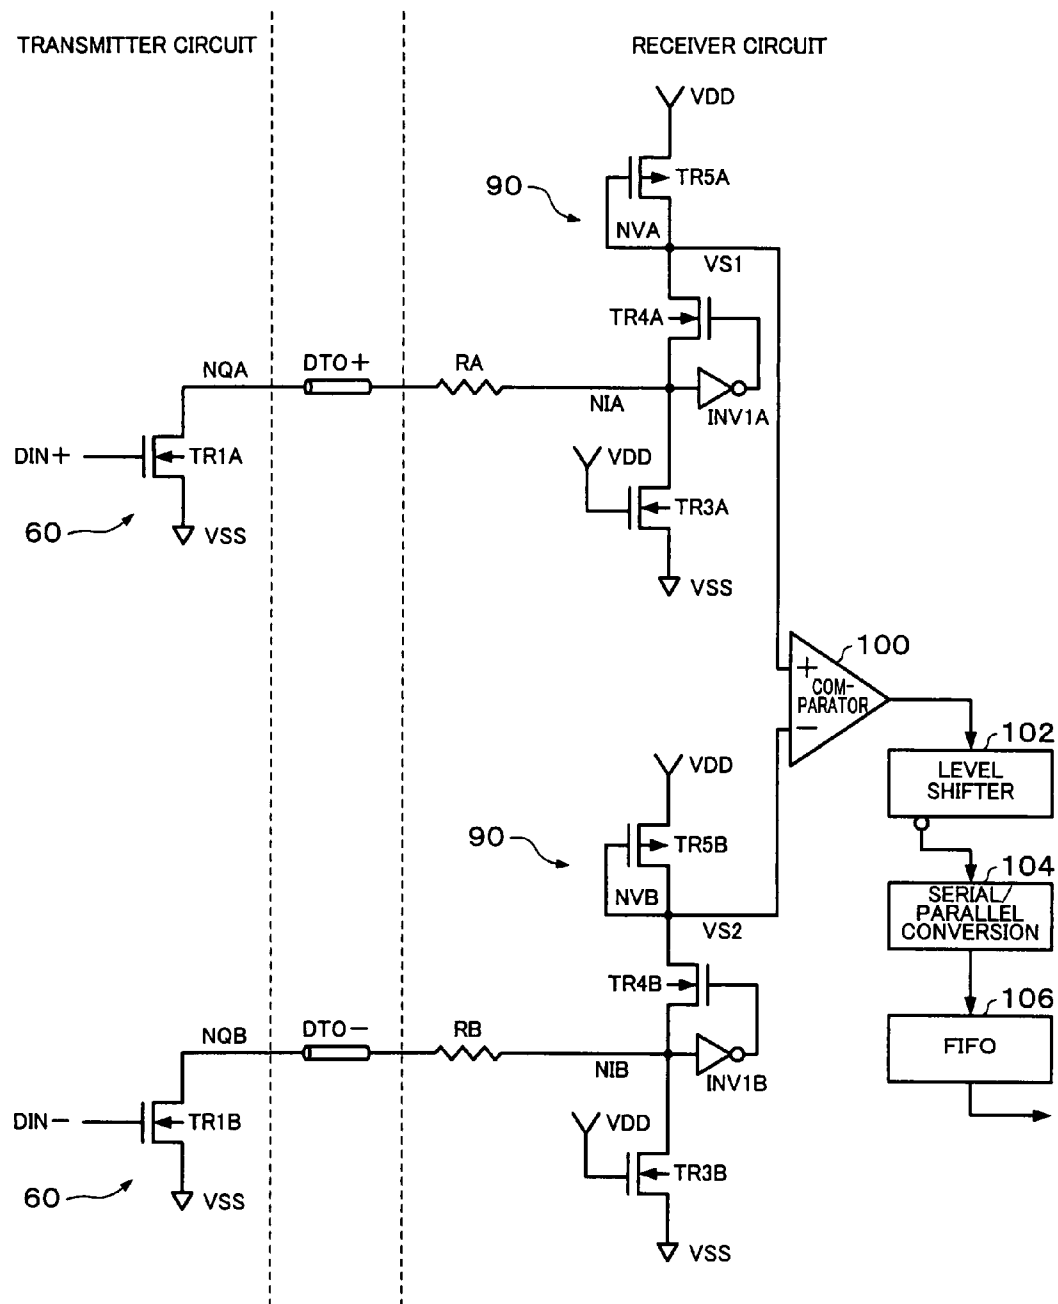 TRANSMITTER CIRCUIT
RECEIVER CIRCUIT
VDD
90
TR5A
NVA
VS1
TR4A
NQA
DTO+
RA
NIA
INV1A
DIN+
TR1A
VDD
60
VSS
TR3A
VSS
100
+
COM-
PARATOR
−
102
LEVEL
SHIFTER
VDD
90
TR5B
104
SERIAL/
PARALLEL
CONVERSION
NVB
VS2
TR4B
106
FIFO
NQB
DTO−
RB
NIB
INV1B
DIN−
TR1B
VDD
60
VSS
TR3B
VSS